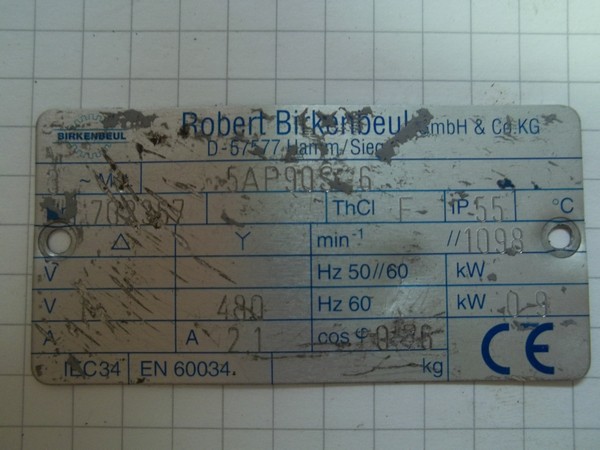 BIRKENBEUL
Robert Birkenbeul GmbH & Co.KG
D-57577 Hamm/Sieg
~ M
ThCl F IP 55 °C
Δ Y min⁻¹ // 1098
V Hz 50//60 kW
V 480 Hz 60 kW
A A 2.1 cos φ
IEC34 EN 60034. kg
CE